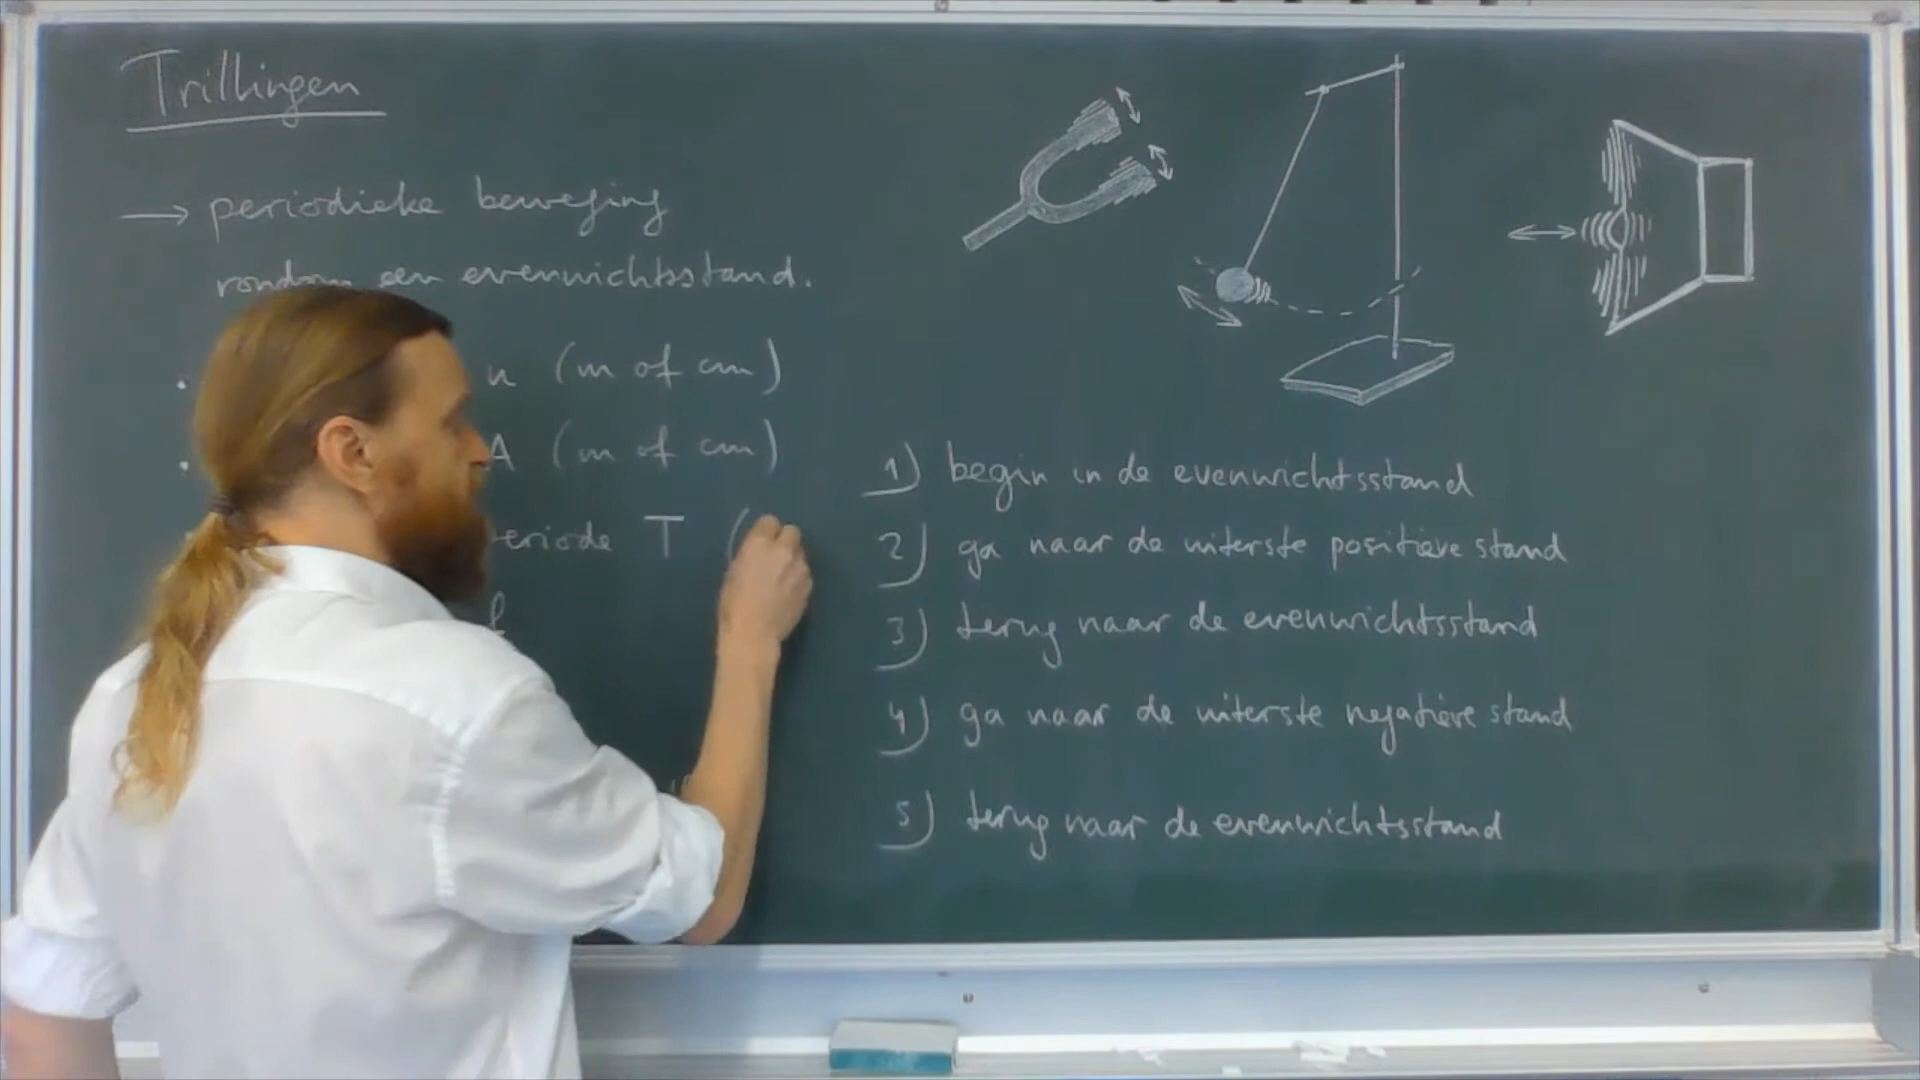 Trillingen
→ periodieke beweging
rondom een evenwichtsstand.
u (m of cm)
A (m of cm)
eriode T (
f
1) begin in de evenwichtsstand
2) ga naar de uiterste positieve stand
3) terug naar de evenwichtsstand
4) ga naar de uiterste negatieve stand
5) terug naar de evenwichtsstand